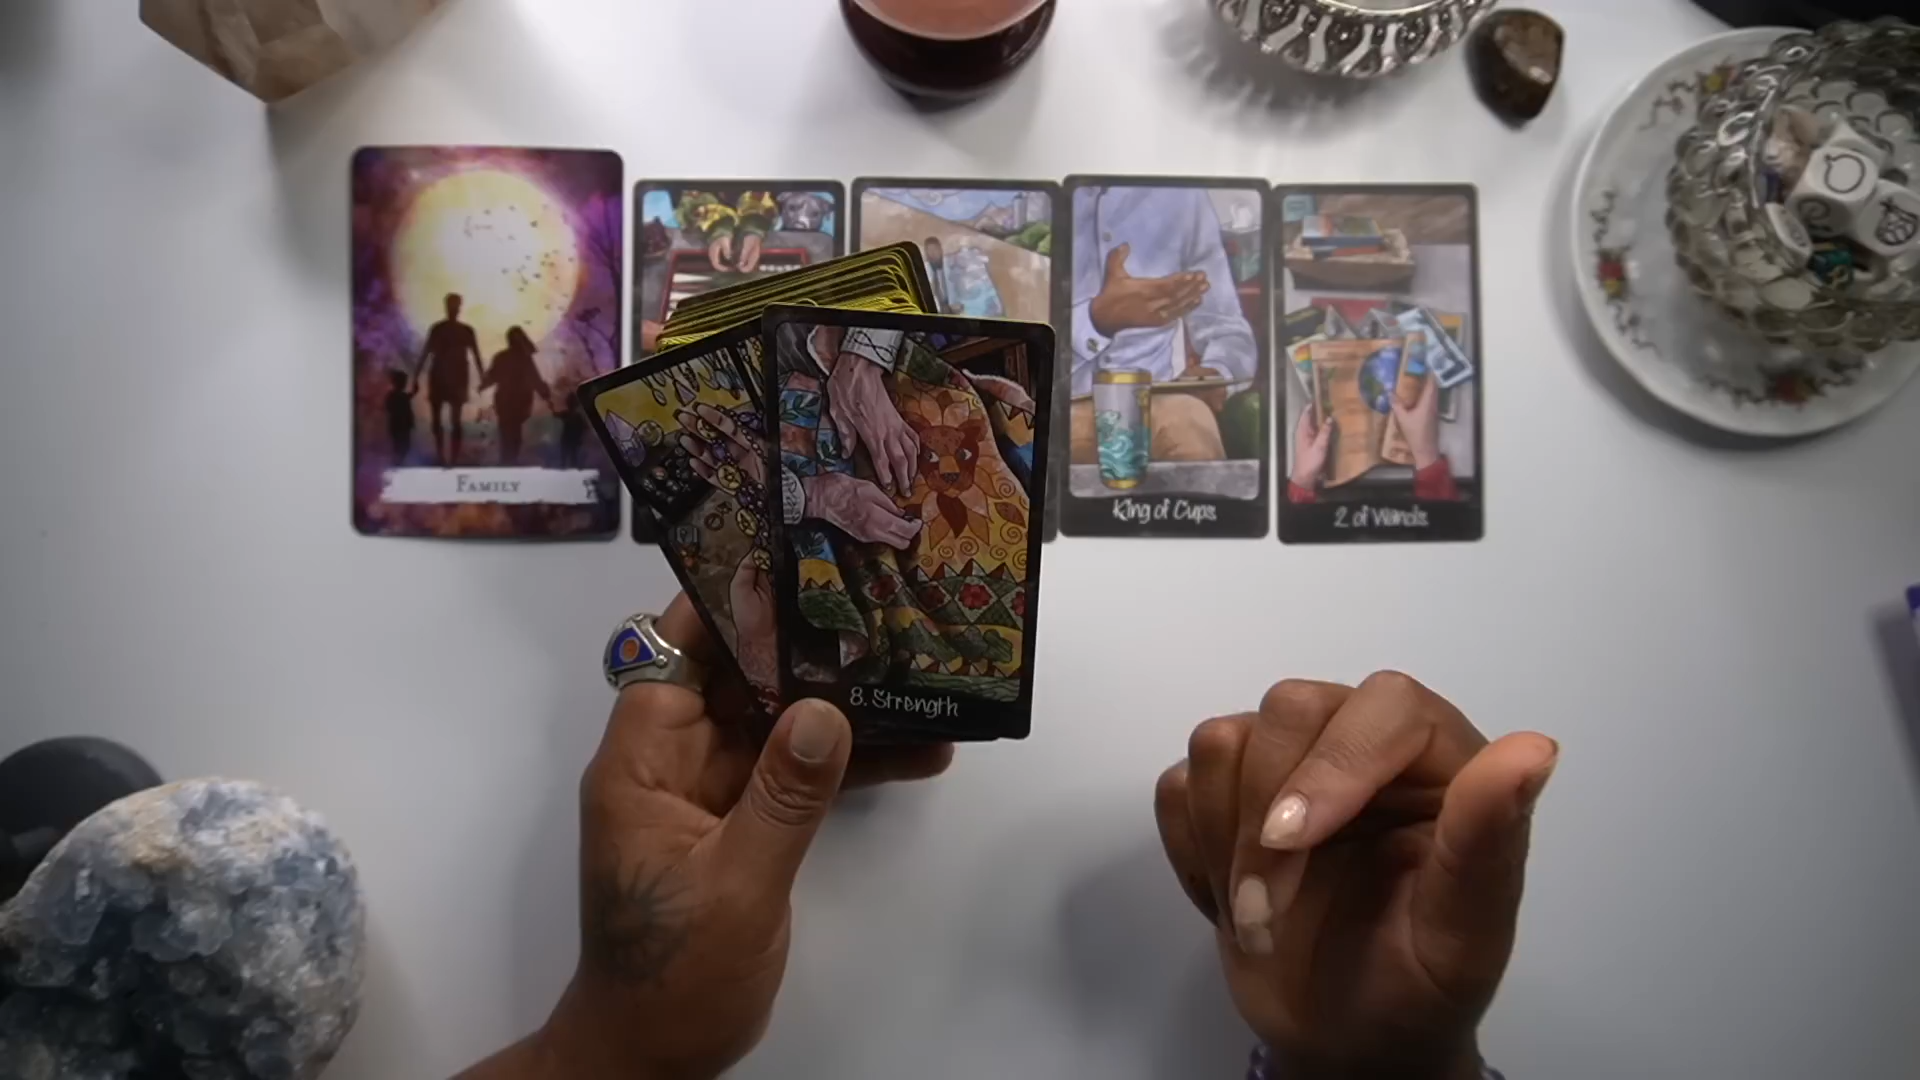 Family
King of Cups
2 of Wands
8. Strength